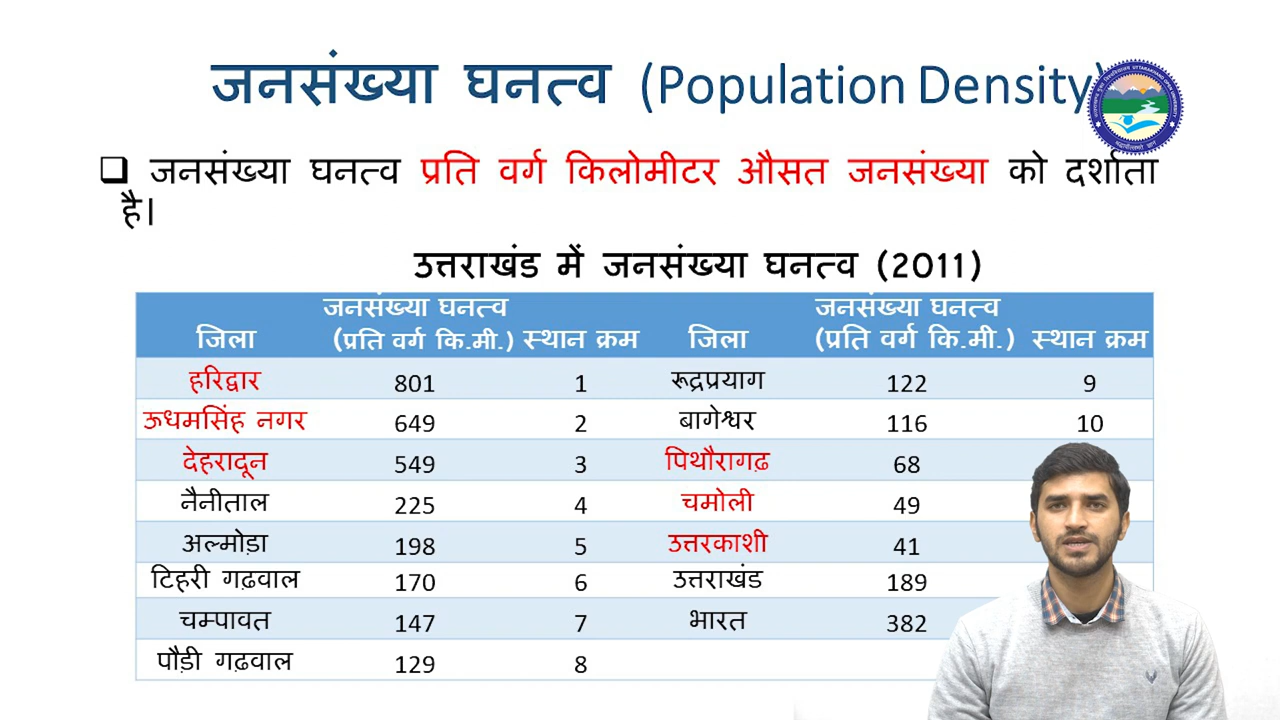 जनसंख्या घनत्व (Population Density)
❑ जनसंख्या घनत्व प्रति वर्ग किलोमीटर औसत जनसंख्या को दर्शाता
है।
उत्तराखंड में जनसंख्या घनत्व (2011)
जिला जनसंख्या घनत्व (प्रति वर्ग कि.मी.) स्थान क्रम जिला जनसंख्या घनत्व (प्रति वर्ग कि.मी.) स्थान क्रम
हरिद्वार 801 1 रूद्रप्रयाग 122 9
ऊधमसिंह नगर 649 2 बागेश्वर 116 10
देहरादून 549 3 पिथौरागढ़ 68
नैनीताल 225 4 चमोली 49
अल्मोड़ा 198 5 उत्तरकाशी 41
टिहरी गढ़वाल 170 6 उत्तराखंड 189
चम्पावत 147 7 भारत 382
पौड़ी गढ़वाल 129 8